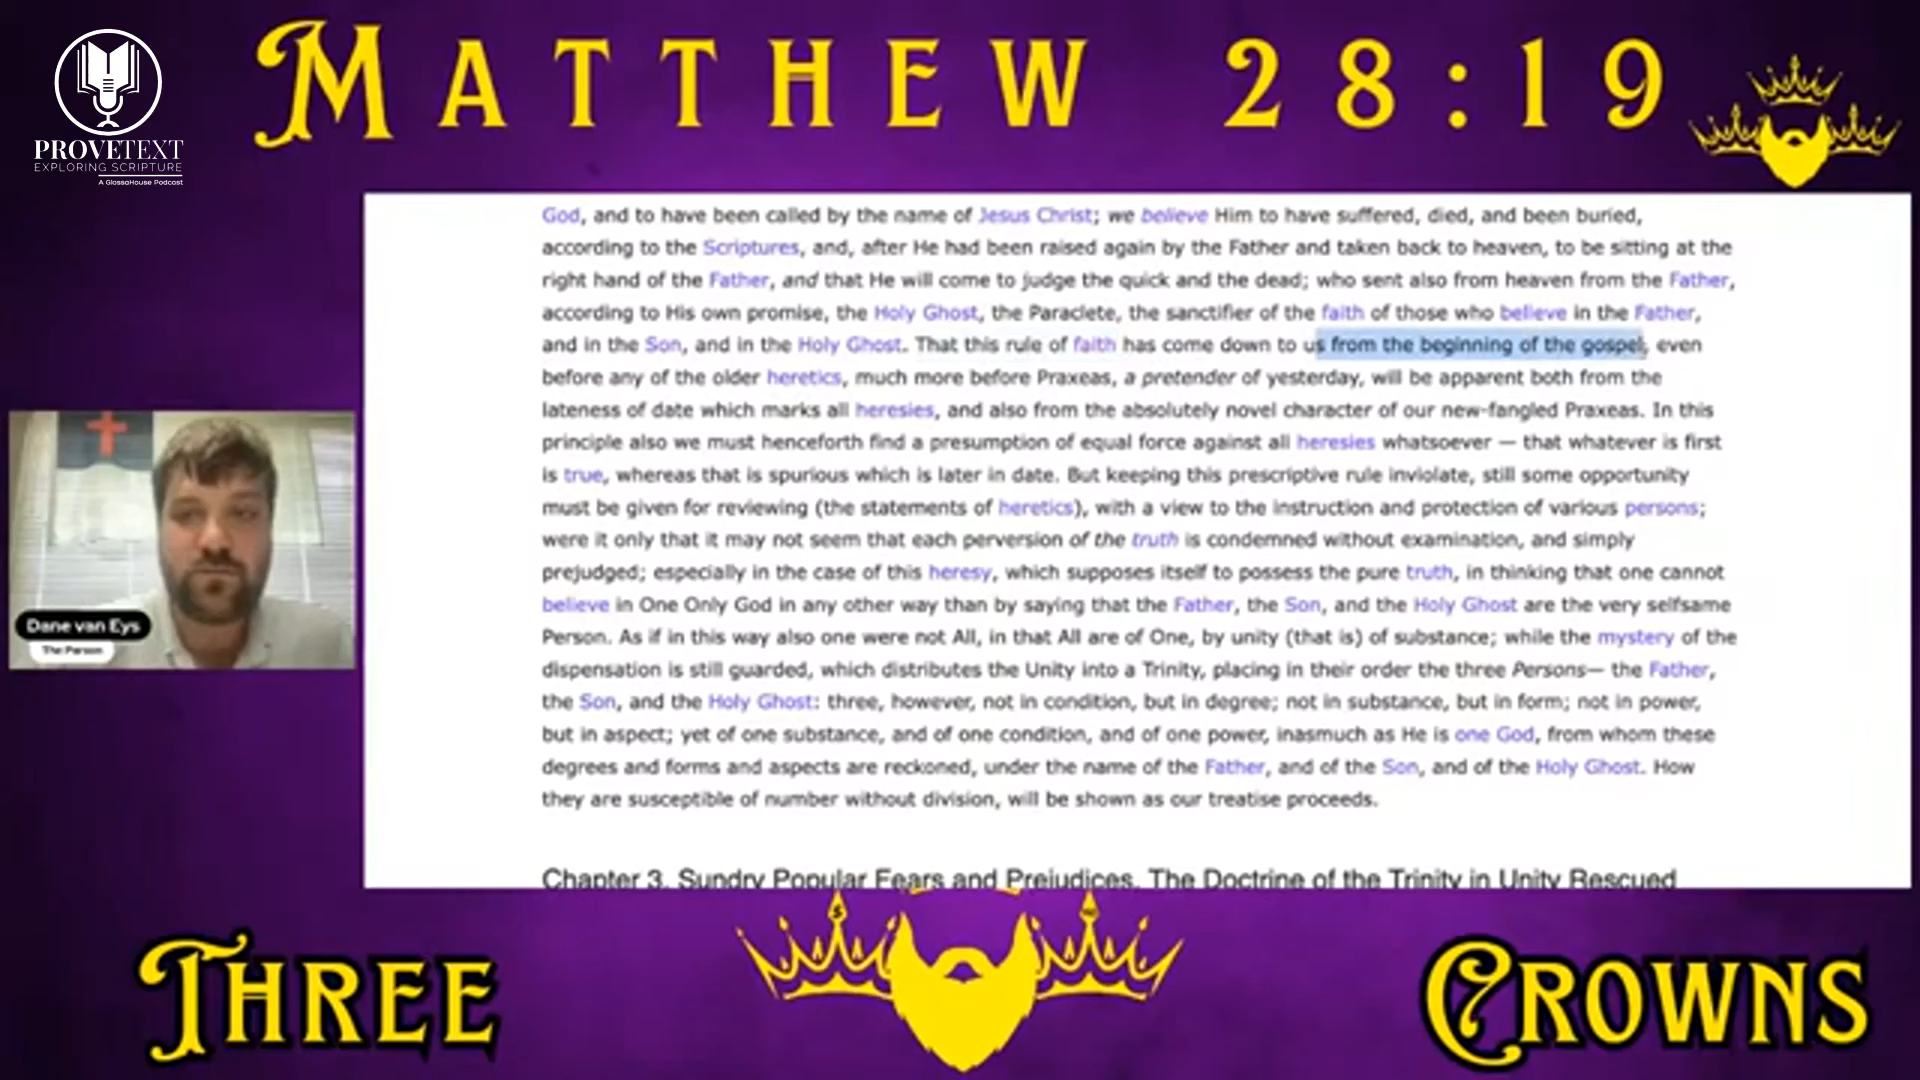 MATTHEW 28:19
PROVETEXT
EXPLORING SCRIPTURE
A GlossaHouse Podcast
God, and to have been called by the name of Jesus Christ; we believe Him to have suffered, died, and been buried,
according to the Scriptures, and, after He had been raised again by the Father and taken back to heaven, to be sitting at the
right hand of the Father, and that He will come to judge the quick and the dead; who sent also from heaven from the Father,
according to His own promise, the Holy Ghost, the Paraclete, the sanctifier of the faith of those who believe in the Father,
and in the Son, and in the Holy Ghost. That this rule of faith has come down to us from the beginning of the gospel, even
before any of the older heretics, much more before Praxeas, a pretender of yesterday, will be apparent both from the
lateness of date which marks all heresies, and also from the absolutely novel character of our new-fangled Praxeas. In this
principle also we must henceforth find a presumption of equal force against all heresies whatsoever — that whatever is first
is true, whereas that is spurious which is later in date. But keeping this prescriptive rule inviolate, still some opportunity
must be given for reviewing (the statements of heretics), with a view to the instruction and protection of various persons;
were it only that it may not seem that each perversion of the truth is condemned without examination, and simply
prejudged; especially in the case of this heresy, which supposes itself to possess the pure truth, in thinking that one cannot
believe in One Only God in any other way than by saying that the Father, the Son, and the Holy Ghost are the very selfsame
Person. As if in this way also one were not All, in that All are of One, by unity (that is) of substance; while the mystery of the
dispensation is still guarded, which distributes the Unity into a Trinity, placing in their order the three Persons— the Father,
the Son, and the Holy Ghost: three, however, not in condition, but in degree; not in substance, but in form; not in power,
but in aspect; yet of one substance, and of one condition, and of one power, inasmuch as He is one God, from whom these
degrees and forms and aspects are reckoned, under the name of the Father, and of the Son, and of the Holy Ghost. How
they are susceptible of number without division, will be shown as our treatise proceeds.
Chapter 3. Sundry Popular Fears and Prejudices. The Doctrine of the Trinity in Unity Rescued
Dane van Eys
The Parson
THREE
CROWNS